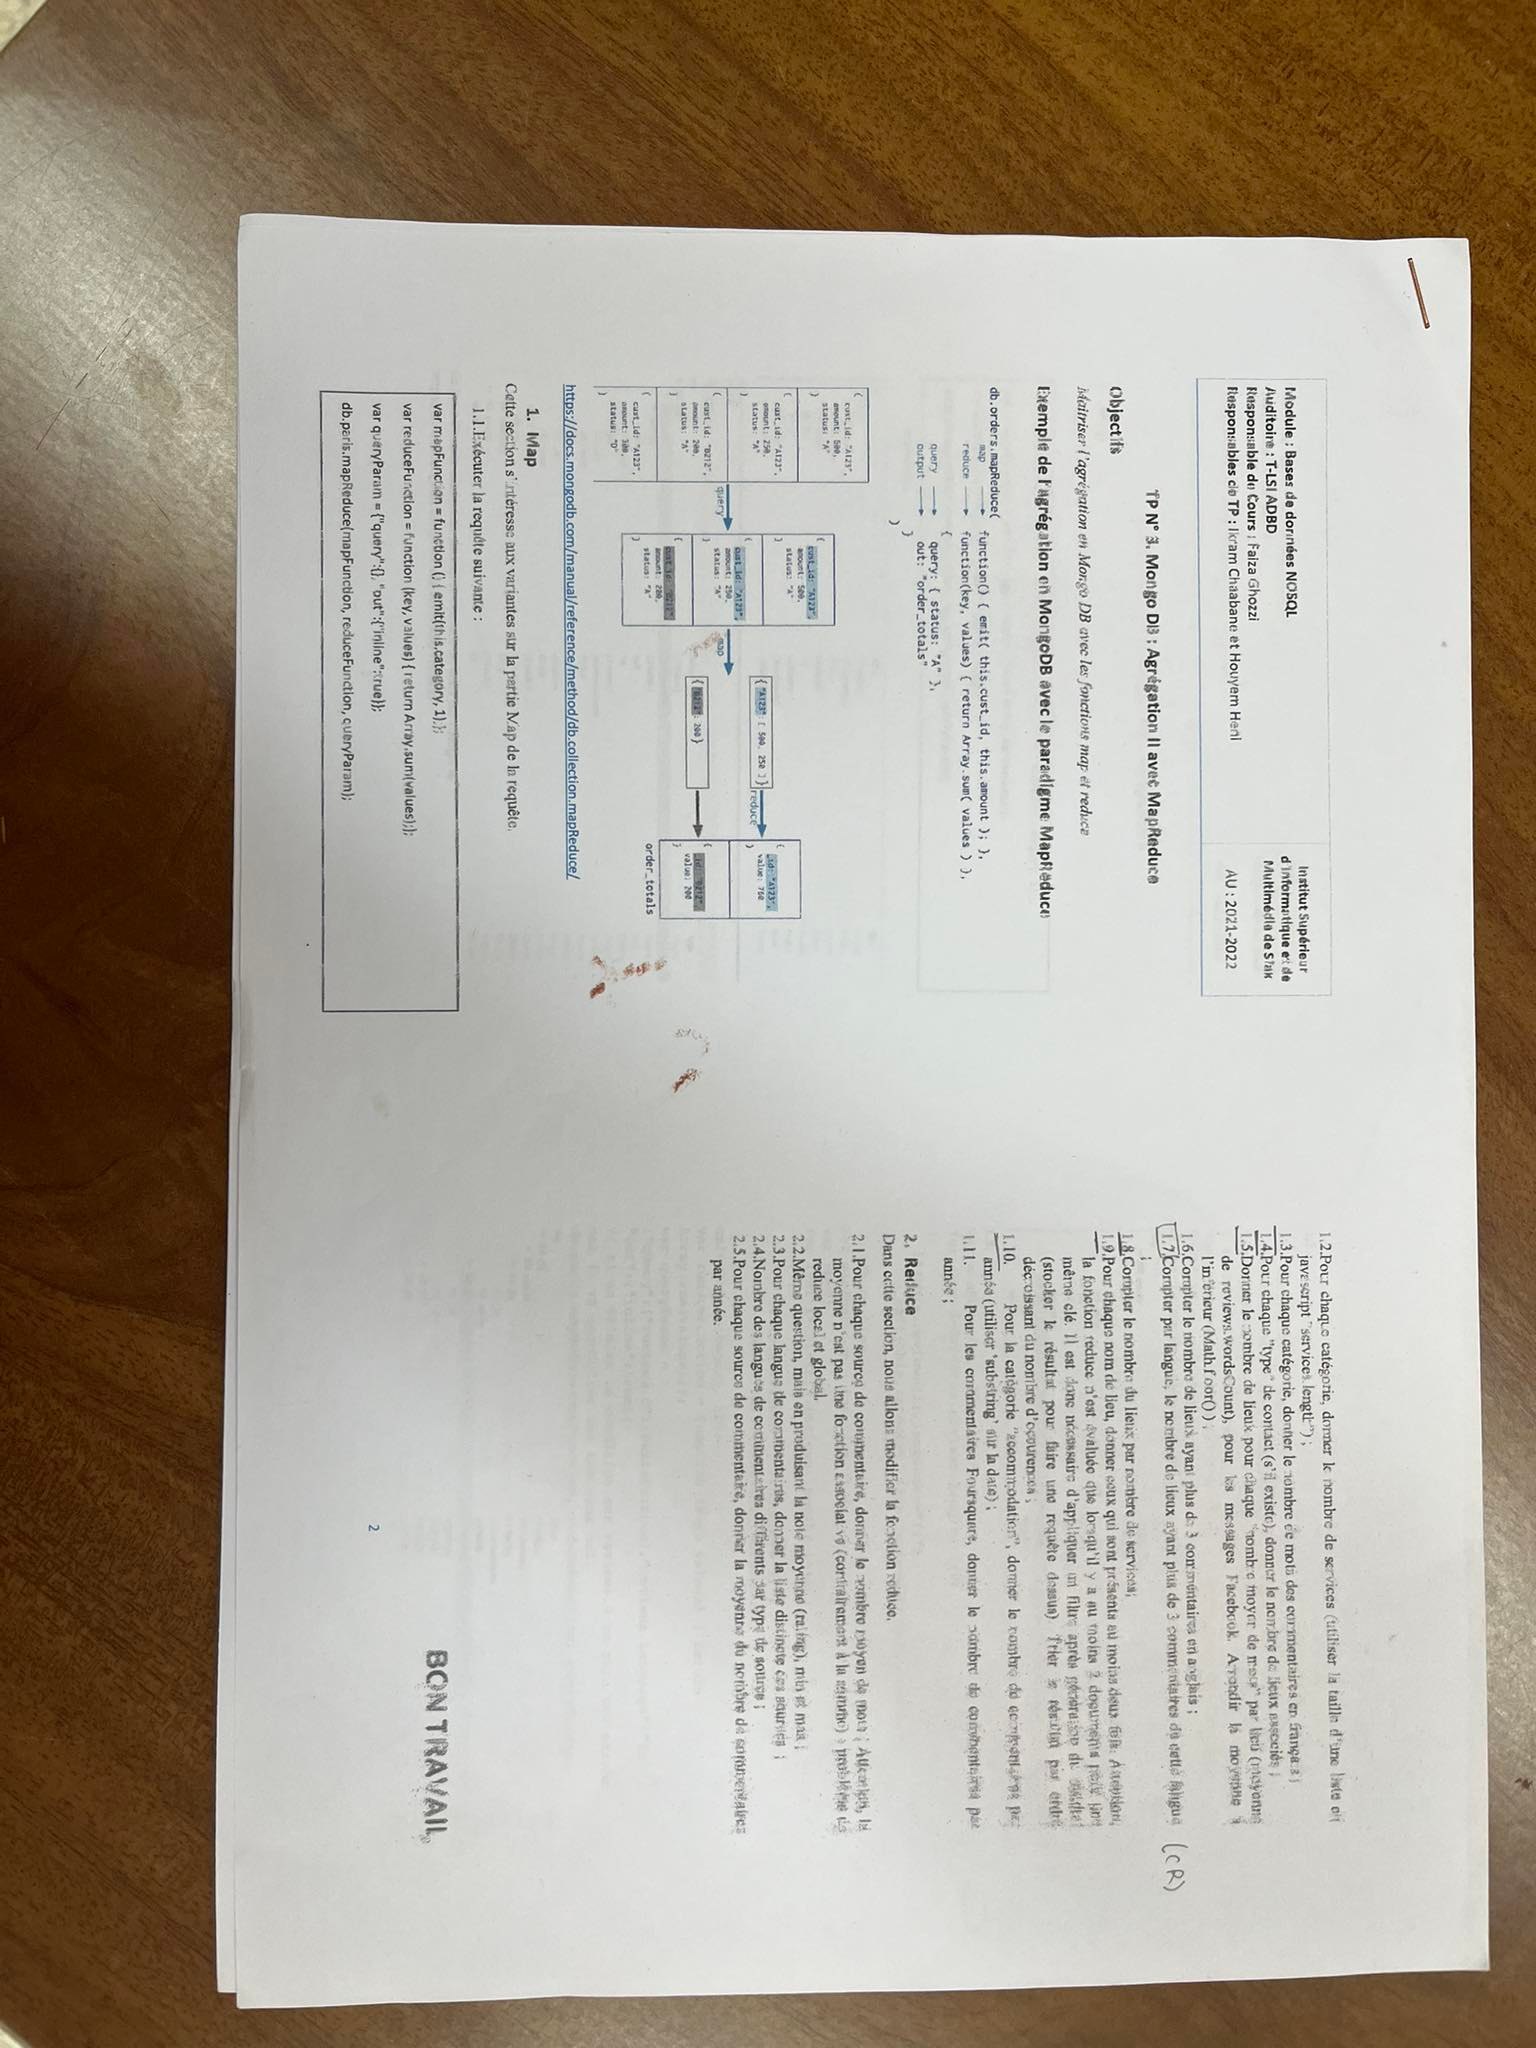 Module : Bases de données NOSQL
Auditoire : T-LSI ADBD
Responsable de Cours : Faiza Ghozzi
Responsables de TP : Ikram Chaabane et Houyem Heni
Institut Supérieur
d'Informatique et de
Multimédia de Sfax
AU : 2021-2022
TP N° 3. Mongo DB : Agrégation II avec MapReduce
Objectifs
Maitriser l'agrégation en Mongo DB avec les fonctions map et reduce
Exemple de l'agrégation en MongoDB avec le paradigme MapReduce
db.orders.mapReduce(
map function() { emit( this.cust_id, this.amount ); },
reduce function(key, values) { return Array.sum( values ) },
{
query query: { status: "A" },
output out: "order_totals"
}
)
{
cust_id: "A123",
amount: 500,
status: "A"
}
{
cust_id: "A123",
amount: 250,
status: "A"
}
{
cust_id: "B212",
amount: 200,
status: "A"
}
{
cust_id: "A123",
amount: 300,
status: "D"
}
query
{
cust_id: "A123",
amount: 500,
status: "A"
}
{
cust_id: "A123",
amount: 250,
status: "A"
}
{
cust_id: "B212"
amount: 200,
status: "A"
}
map
{ "A123": [ 500, 250 ] }
{ "B212": 200 }
reduce
{
_id: "A123",
value: 750
}
{
_id: "B212",
value: 200
}
order_totals
https://docs.mongodb.com/manual/reference/method/db.collection.mapReduce/
1. Map
Cette section s'intéresse aux variantes sur la partie Map de la requête.
1.1.Exécuter la requête suivante :
var mapFunction = function () { emit(this.category, 1);};
var reduceFunction = function (key, values) { return Array.sum(values);};
var queryParam = {"query":{}, "out":{"inline":true}};
db.paris.mapReduce(mapFunction, reduceFunction, queryParam);
1.2.Pour chaque catégorie, donner le nombre de services (utiliser la taille d'une liste en
javascript "services.length") ;
1.3.Pour chaque catégorie, donner le nombre de mots des commentaires en français ;
1.4.Pour chaque "type" de contact (s'il existe), donner le nombre de lieux associés ;
1.5.Donner le nombre de lieux pour chaque "nombre moyen de mots" par lieu (moyenne
de reviews.wordsCount), pour les messages Facebook. Arrondir la moyenne à
l'inférieur (Math.floor() ) ;
1.6.Compter le nombre de lieux ayant plus de 3 commentaires en anglais ;
1.7.Compter par langue, le nombre de lieux ayant plus de 3 commentaires de cette langue (CR)
;
1.8.Compter le nombre du lieux par nombre de services;
1.9.Pour chaque nom de lieu, donner ceux qui sont présents au moins deux fois. Attention,
la fonction reduce n'est évaluée que lorsqu'il y a au moins 2 documents pour une
même clé. Il est donc nécessaire d'appliquer un filtre après génération du résultat
(stocker le résultat pour faire une requête dessus). Trier le résultat par ordre
décroissant du nombre d'occurences ;
1.10. Pour la catégorie "accommodation", donner le nombre de commentaires par
année (utiliser 'substring' sur la date) ;
1.11. Pour les commentaires Foursquare, donner le nombre de commentaires par
année ;
2. Reduce
Dans cette section, nous allons modifier la fonction reduce.
2.1.Pour chaque source de commentaire, donner le nombre moyen de mots ; Attention, la
moyenne n'est pas une fonction associative (contrairement à la somme) problème de
reduce local et global.
2.2.Même question, mais en produisant la note moyenne (rating), min et max ;
2.3.Pour chaque langue de commentaires, donner la liste distincte des sources ;
2.4.Nombre des langues de commentaires différents par type de source ;
2.5.Pour chaque source de commentaire, donner la moyenne du nombre de commentaires
par année.
BON TRAVAIL
2